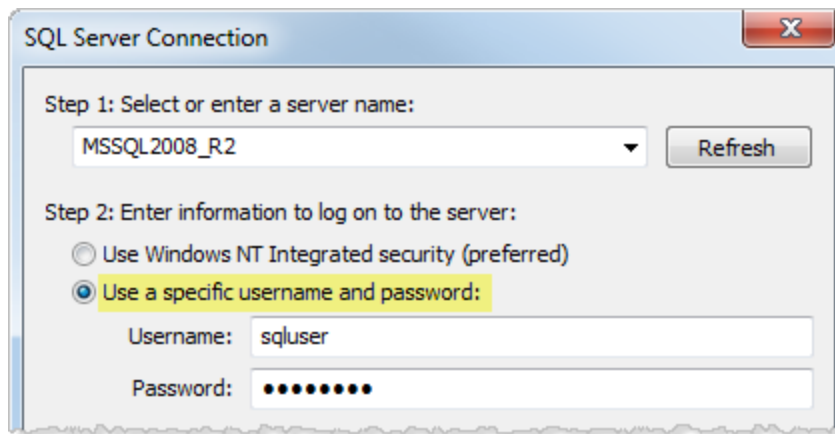 SQL Server Connection
Step 1: Select or enter a server name:
MSSQL2008_R2
Refresh
Step 2: Enter information to log on to the server:
Use Windows NT Integrated security (preferred)
Use a specific username and password:
Username: sqluser
Password: ●●●●●●●●